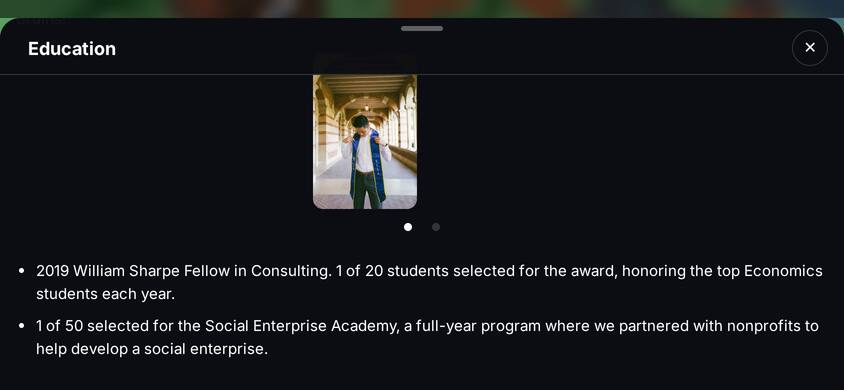 Education
2019 William Sharpe Fellow in Consulting. 1 of 20 students selected for the award, honoring the top Economics
students each year.
1 of 50 selected for the Social Enterprise Academy, a full-year program where we partnered with nonprofits to
help develop a social enterprise.